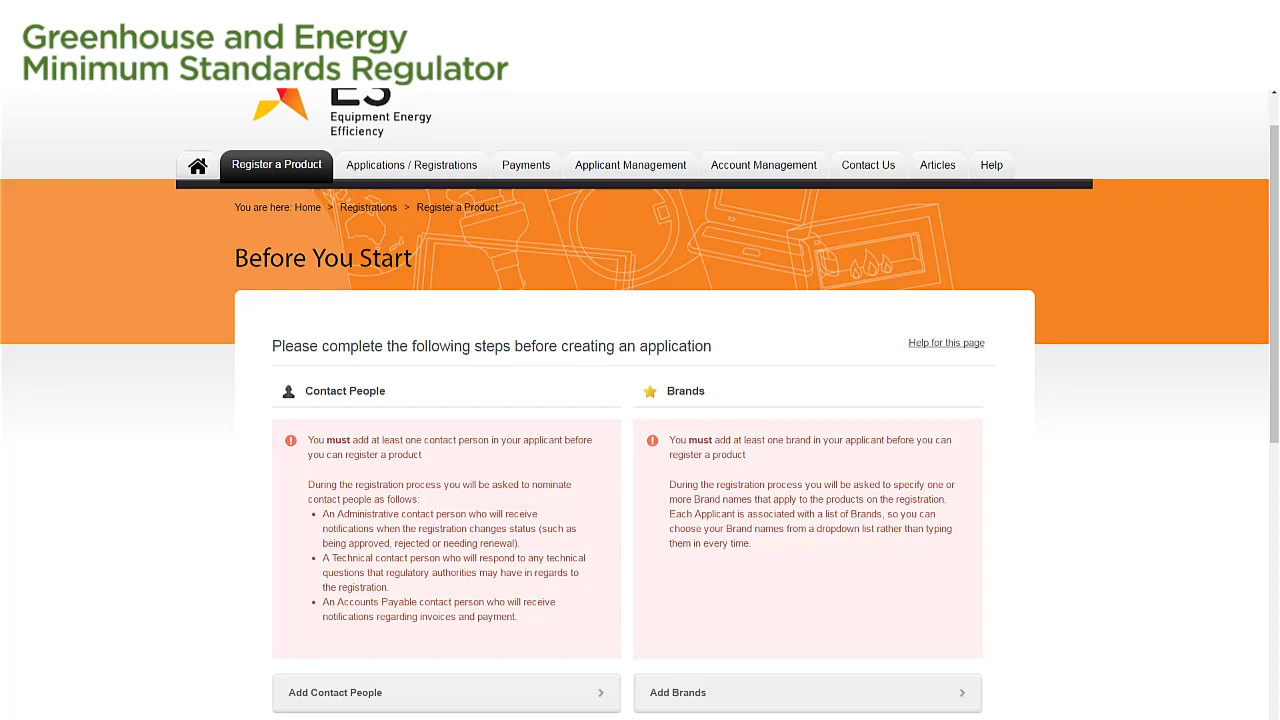 Greenhouse and Energy
Minimum Standards Regulator
E3
Equipment Energy
Efficiency
Register a Product
Applications / Registrations
Payments
Applicant Management
Account Management
Contact Us
Articles
Help
You are here: Home > Registrations > Register a Product
Before You Start
Please complete the following steps before creating an application
Help for this page
Contact People
You must add at least one contact person in your applicant before
you can register a product
During the registration process you will be asked to nominate
contact people as follows:
• An Administrative contact person who will receive
notifications when the registration changes status (such as
being approved, rejected or needing renewal).
• A Technical contact person who will respond to any technical
questions that regulatory authorities may have in regards to
the registration.
• An Accounts Payable contact person who will receive
notifications regarding invoices and payment.
Add Contact People
Brands
You must add at least one brand in your applicant before you can
register a product
During the registration process you will be asked to specify one or
more Brand names that apply to the products on the registration.
Each Applicant is associated with a list of Brands, so you can
choose your Brand names from a dropdown list rather than typing
them in every time.
Add Brands